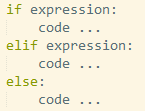 if expression:
    code ...
elif expression:
    code ...
else:
    code ...